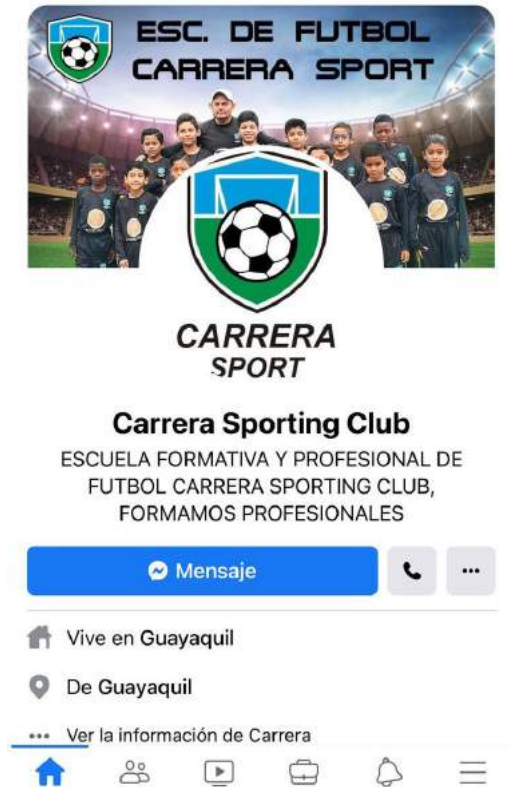 ESC. DE FUTBOL
CARRERA SPORT
CARRERA
SPORT
Carrera Sporting Club
ESCUELA FORMATIVA Y PROFESIONAL DE
FUTBOL CARRERA SPORTING CLUB,
FORMAMOS PROFESIONALES
Mensaje
Vive en Guayaquil
De Guayaquil
Ver la información de Carrera